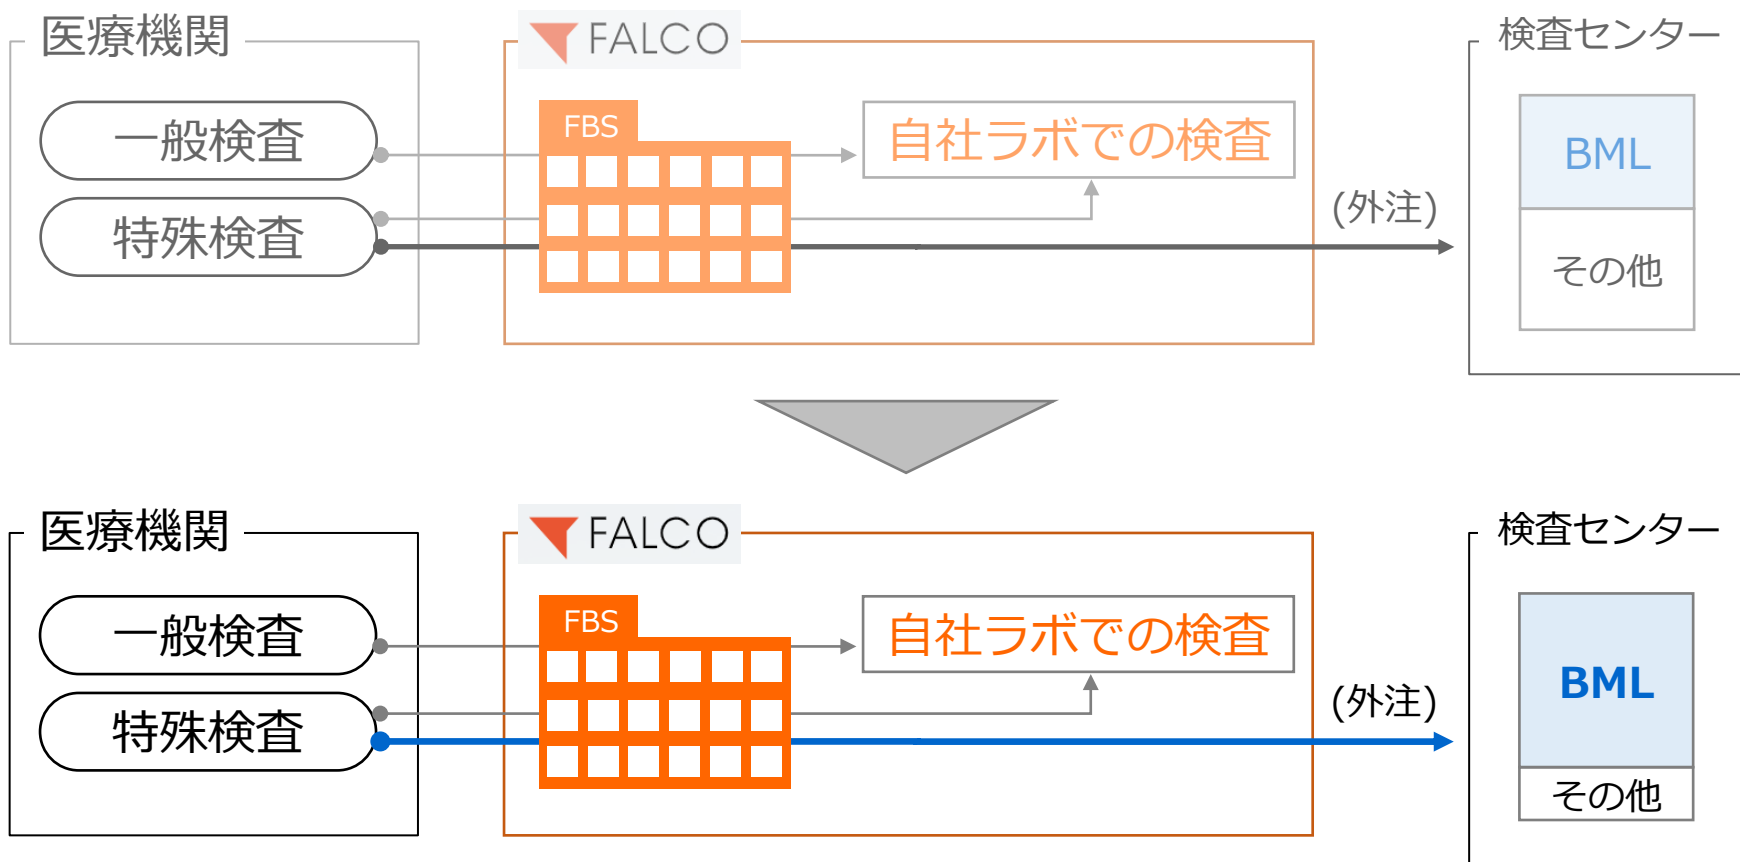 医療機関
FALCO
検査センター
一般検査
FBS
自社ラボでの検査
BML
特殊検査
(外注)
その他
医療機関
FALCO
検査センター
一般検査
FBS
自社ラボでの検査
BML
特殊検査
(外注)
その他